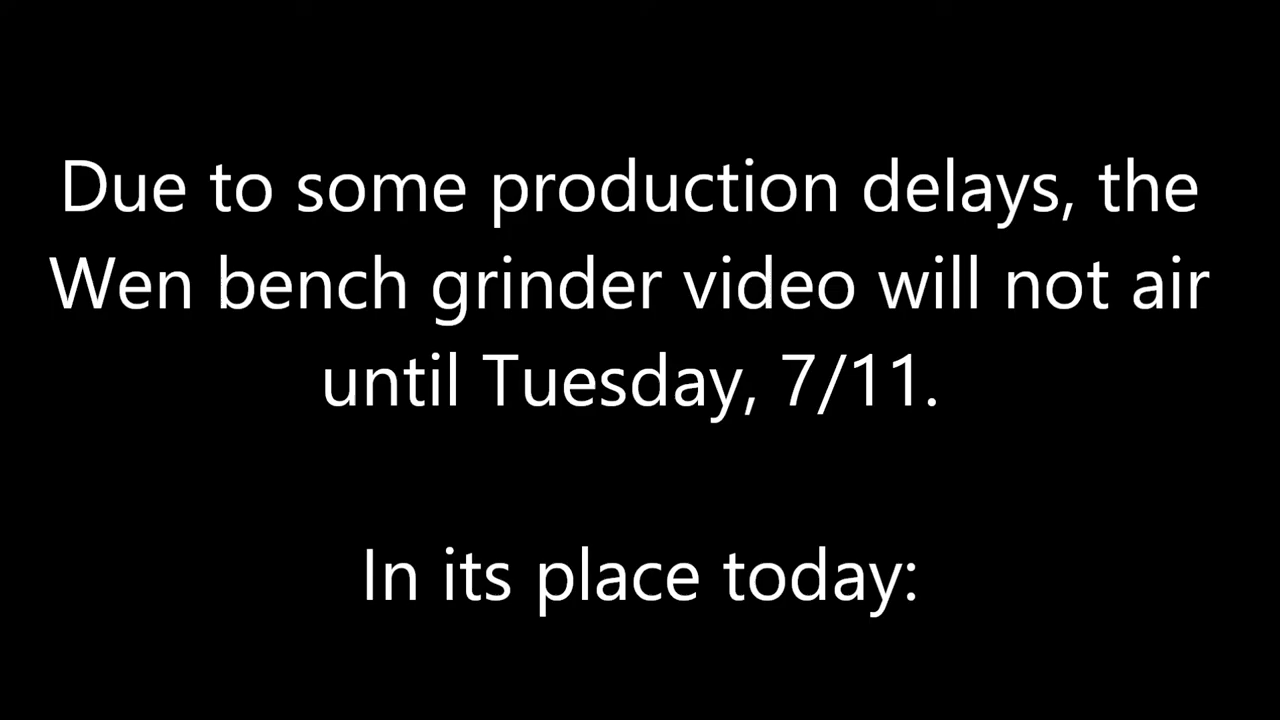 Due to some production delays, the
Wen bench grinder video will not air
until Tuesday, 7/11.
In its place today: